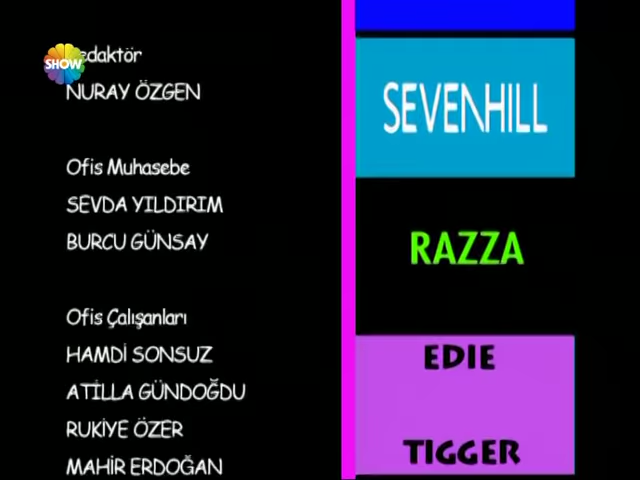 SHOW
Redaktör
NURAY ÖZGEN
Ofis Muhasebe
SEVDA YILDIRIM
BURCU GÜNSAY
Ofis Çalışanları
HAMDİ SONSUZ
ATİLLA GÜNDOĞDU
RUKİYE ÖZER
MAHİR ERDOĞAN
SEVENHILL
RAZZA
EDIE
TIGGER